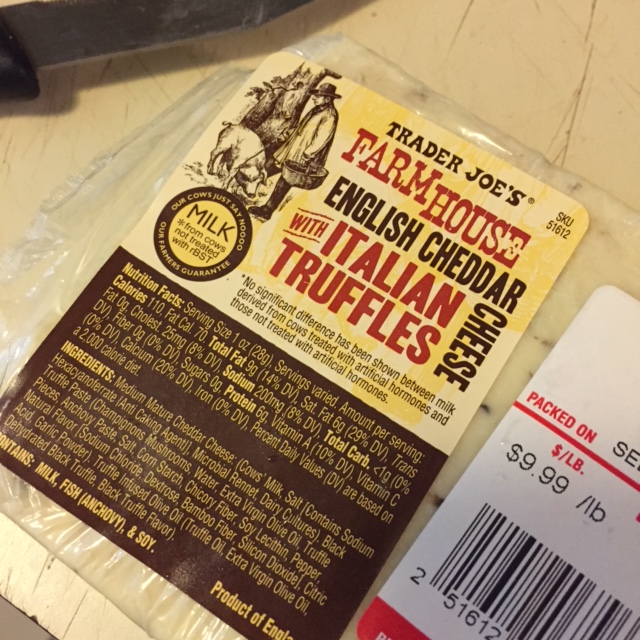 TRADER JOE'S®
FARMHOUSE
ENGLISH CHEDDAR
CHEESE
WITH ITALIAN
TRUFFLES
SKU
51612
OUR COWS JUST SAY NOOOO
MILK
*from cows
not treated
with rBST
OUR FARMERS GUARANTEE
*No significant difference has been shown between milk
derived from cows treated with artificial hormones and
those not treated with artificial hormones.
Nutrition Facts: Serving Size 1 oz (28g), Servings varied. Amount per serving:
Calories 110, Fat Cal. 70, Total Fat 9g (14% DV), Sat. Fat 6g (29% DV), Trans
Fat 0g, Cholest. 25mg (8% DV), Sodium 200mg (8% DV), Total Carb. <1g (0%
DV), Fiber 0g (0% DV), Sugars 0g, Protein 6g, Vitamin A (10% DV), Vitamin C
(0% DV), Calcium (20% DV), Iron (0% DV). Percent Daily Values (DV) are based on
a 2,000 calorie diet.
INGREDIENTS: Medium Mature Cheddar Cheese (Cows' Milk, Salt [Contains Sodium
Anti Caking Agent], Microbial Rennet, Dairy Cultures), Black
Truffle Paste
Water, Extra Virgin Olive Oil, Truffle
Pieces, Anchovy Paste, Salt, Corn Starch,
Soy Lecithin, Pepper,
Natural Flavor [Sodium Chloride, Dextrose, Bamboo Fiber, Silicon Dioxide], Citric
Acid, Garlic Powder), Truffle Infused Olive Oil (Truffle Oil, Extra Virgin Olive Oil,
Black Truffle, Black Truffle Flavor).
MILK, FISH (ANCHOVY), & SOY.
Product of
PACKED ON
SE
$/LB.
$9.99 /lb
2 51612